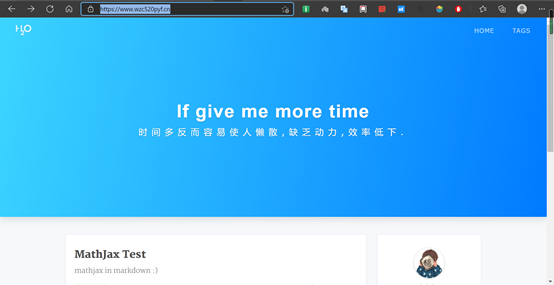 https://www.wzc520pyf.cn
H2O
HOME
TAGS
If give me more time
时间多反而容易使人懒散,缺乏动力,效率低下.
MathJax Test
mathjax in markdown :)